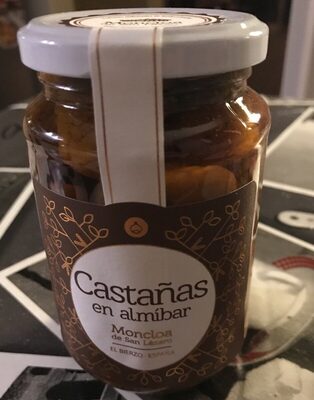 Castañas
en almíbar
Moncloa
de San Lázaro
EL BIERZO - ESPAÑA